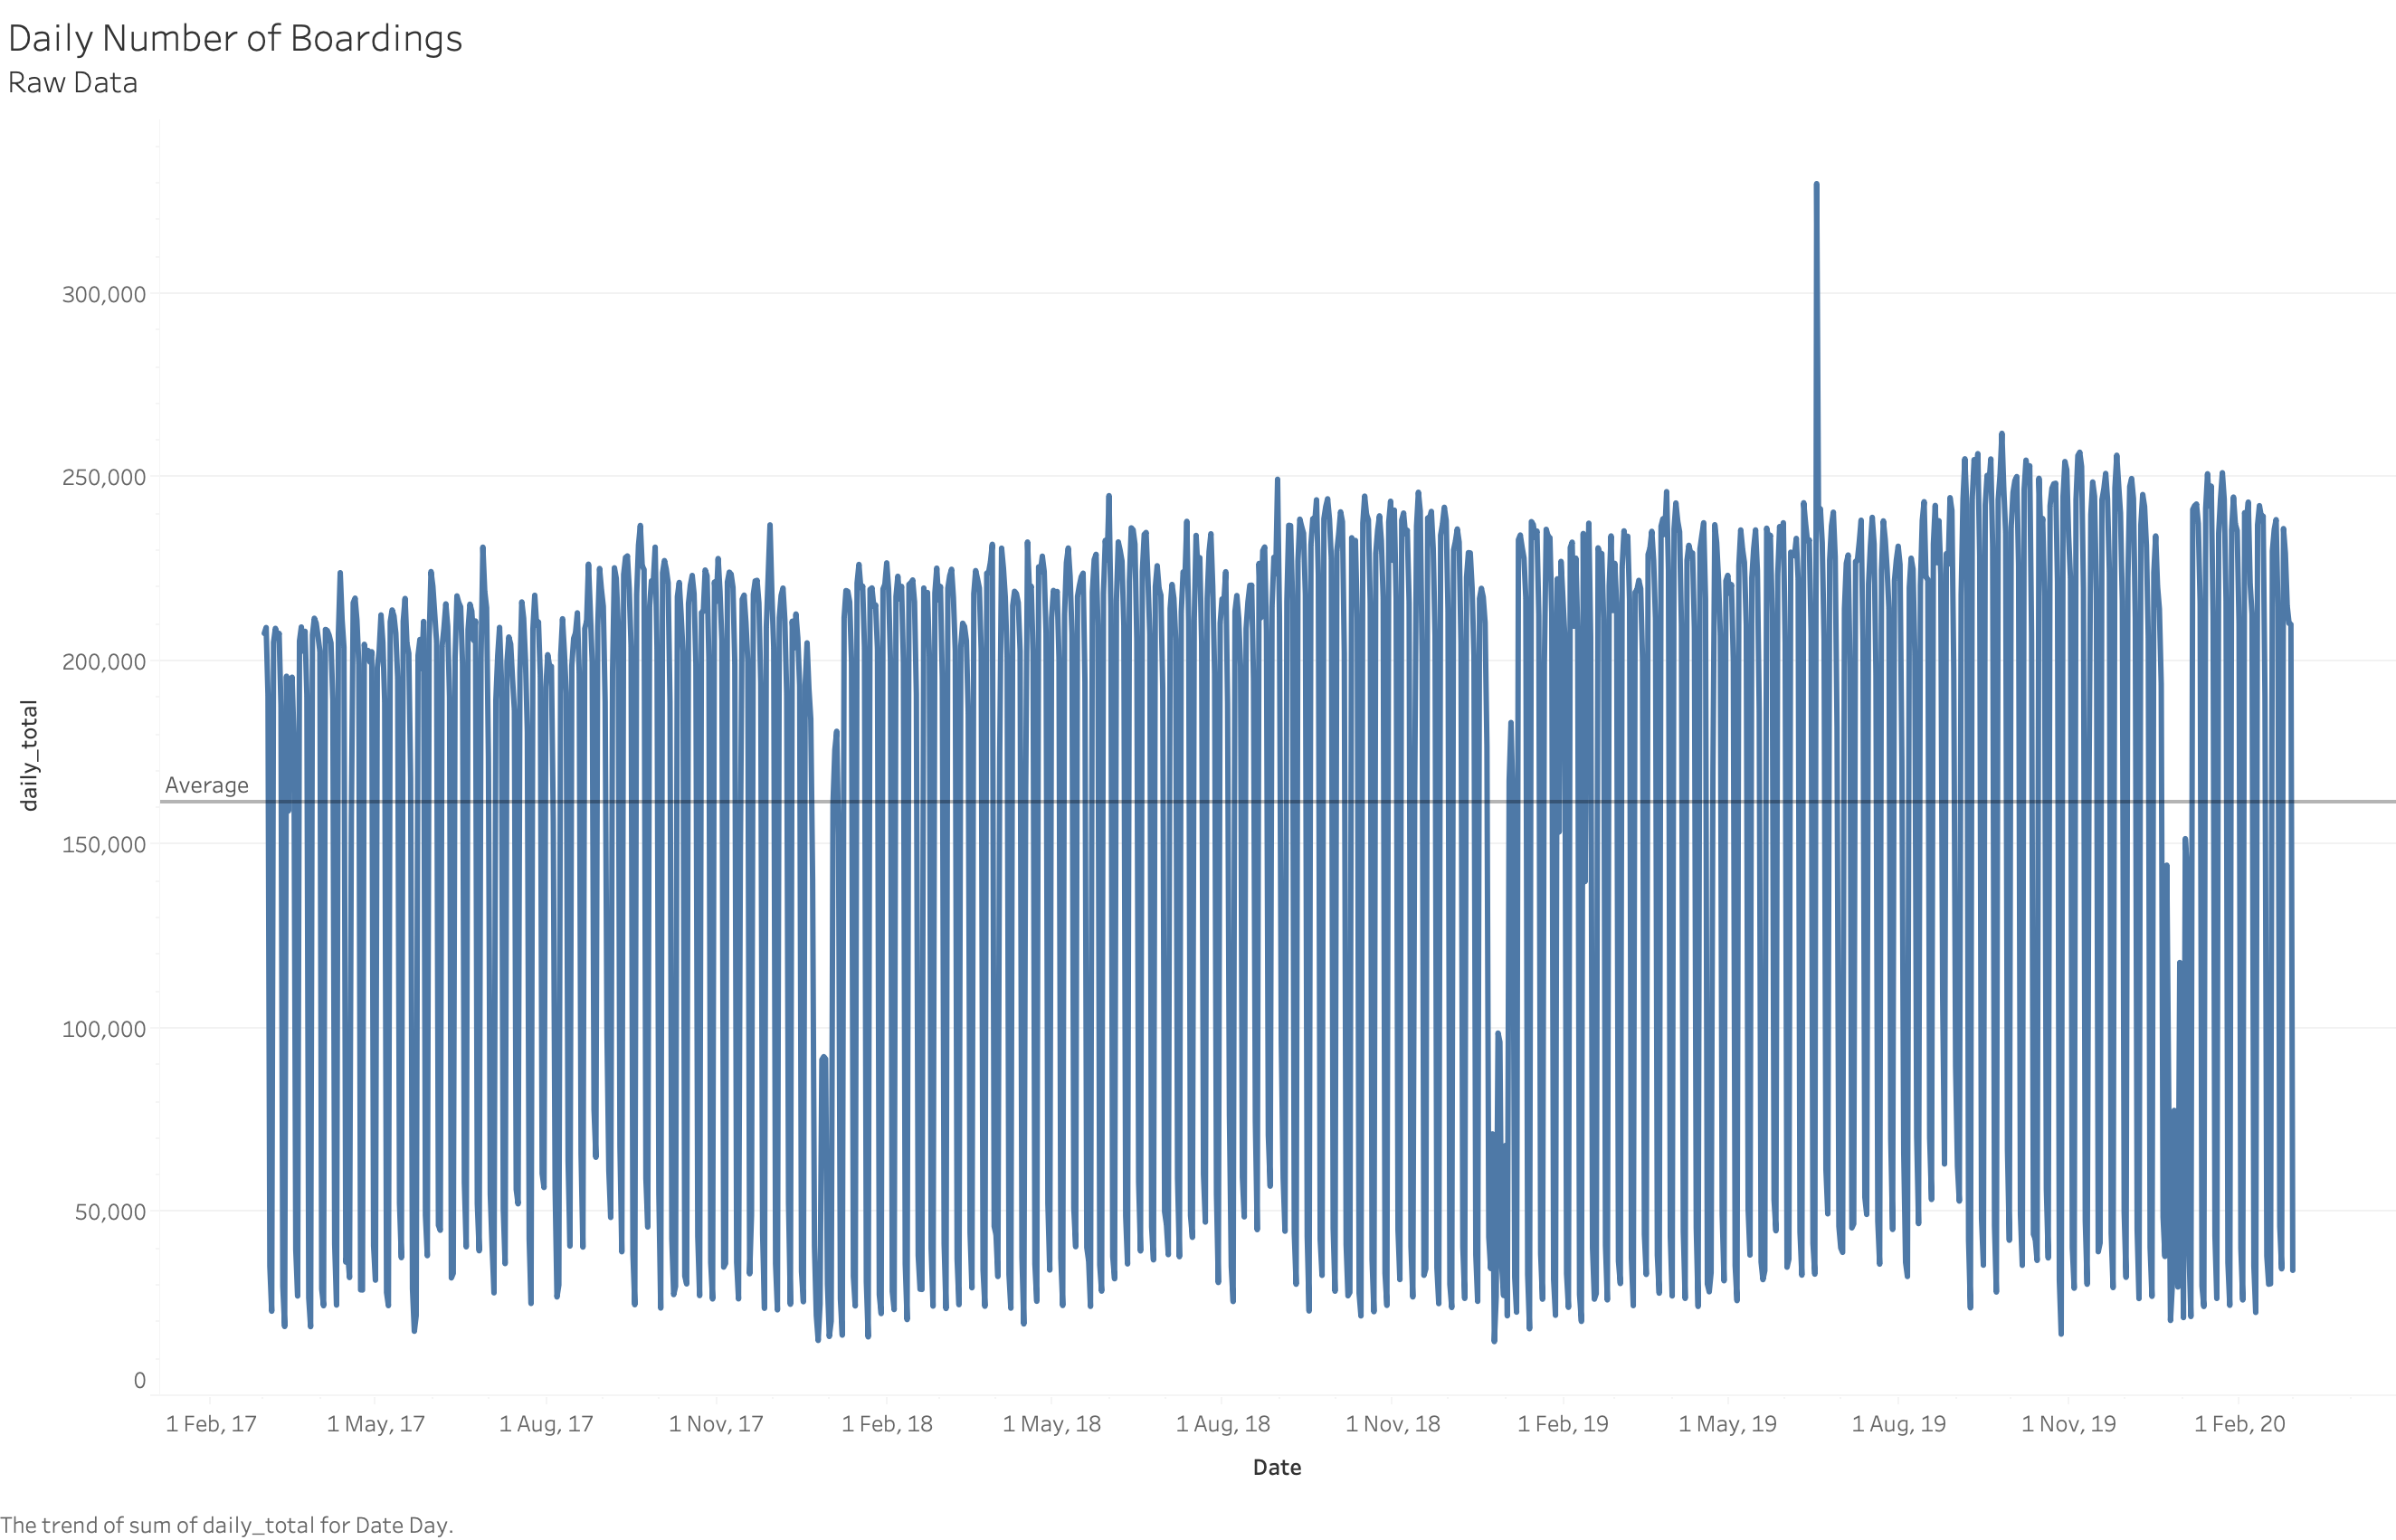 Daily Number of Boardings
Raw Data
300,000
250,000
200,000
Average
150,000
100,000
50,000
0
daily_total
1 Feb, 17
1 May, 17
1 Aug, 17
1 Nov, 17
1 Feb, 18
1 May, 18
1 Aug, 18
1 Nov, 18
1 Feb, 19
1 May, 19
1 Aug, 19
1 Nov, 19
1 Feb, 20
Date
The trend of sum of daily_total for Date Day.